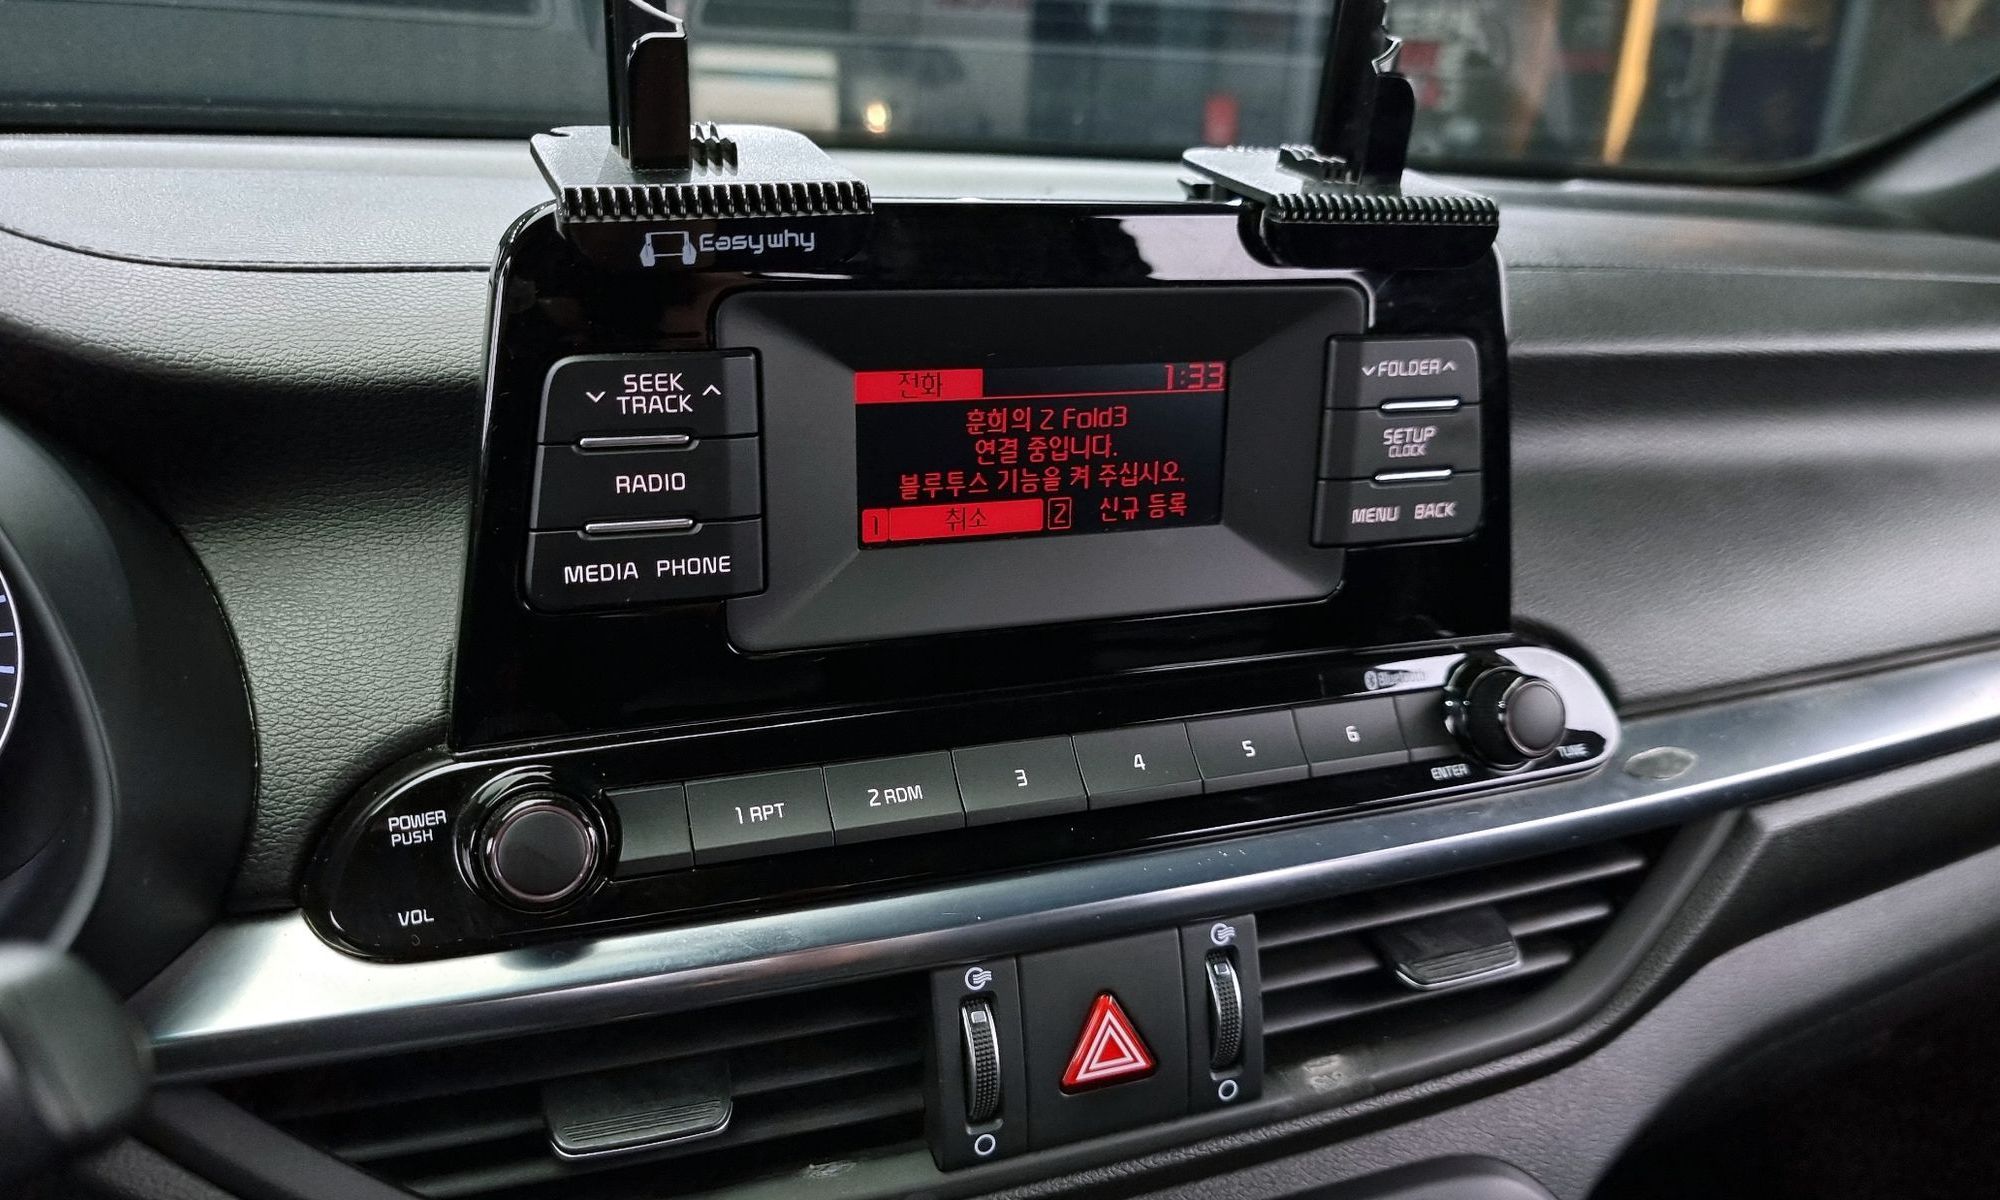 Easywhy
SEEK
TRACK
RADIO
MEDIA PHONE
전화 1:33
훈희의 Z Fold3
연결 중입니다.
블루투스 기능을 켜 주십시오.
1 취소 2 신규 등록
FOLDER
SETUP
CLOCK
MENU BACK
Bluetooth
POWER
PUSH
VOL
1 RPT
2 RDM
3
4
5
6
ENTER
TUNE